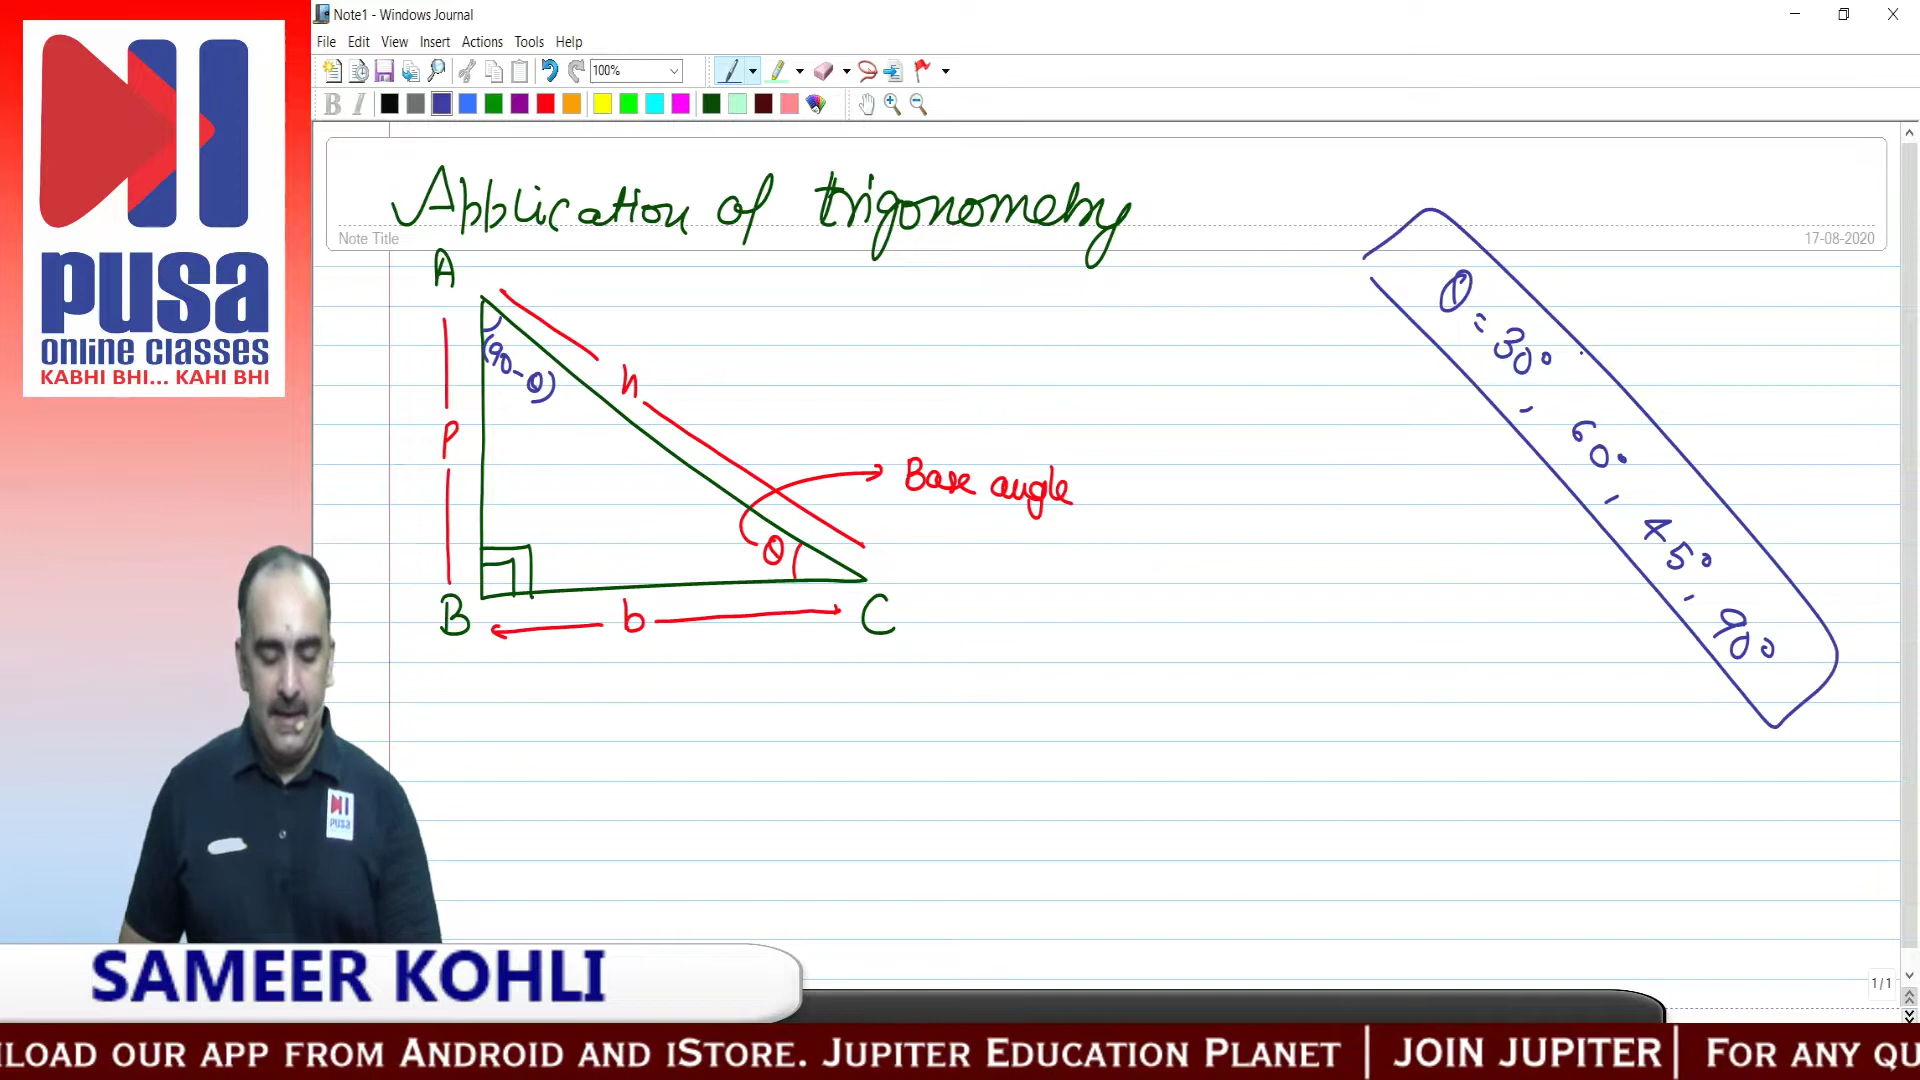 Note1 - Windows Journal
File Edit View Insert Actions Tools Help
100%
B I
Application of trigonometry
Note Title
17-08-2020
A
(90-θ)
h
P
Base angle
θ
B
b
C
θ = 30°, 60°, 45°, 90°
PUSA
ONLINE CLASSES
KABHI BHI... KAHI BHI
PUSA
1 / 1
SAMEER KOHLI
NLOAD OUR APP FROM ANDROID AND ISTORE. JUPITER EDUCATION PLANET | JOIN JUPITER | FOR ANY QU